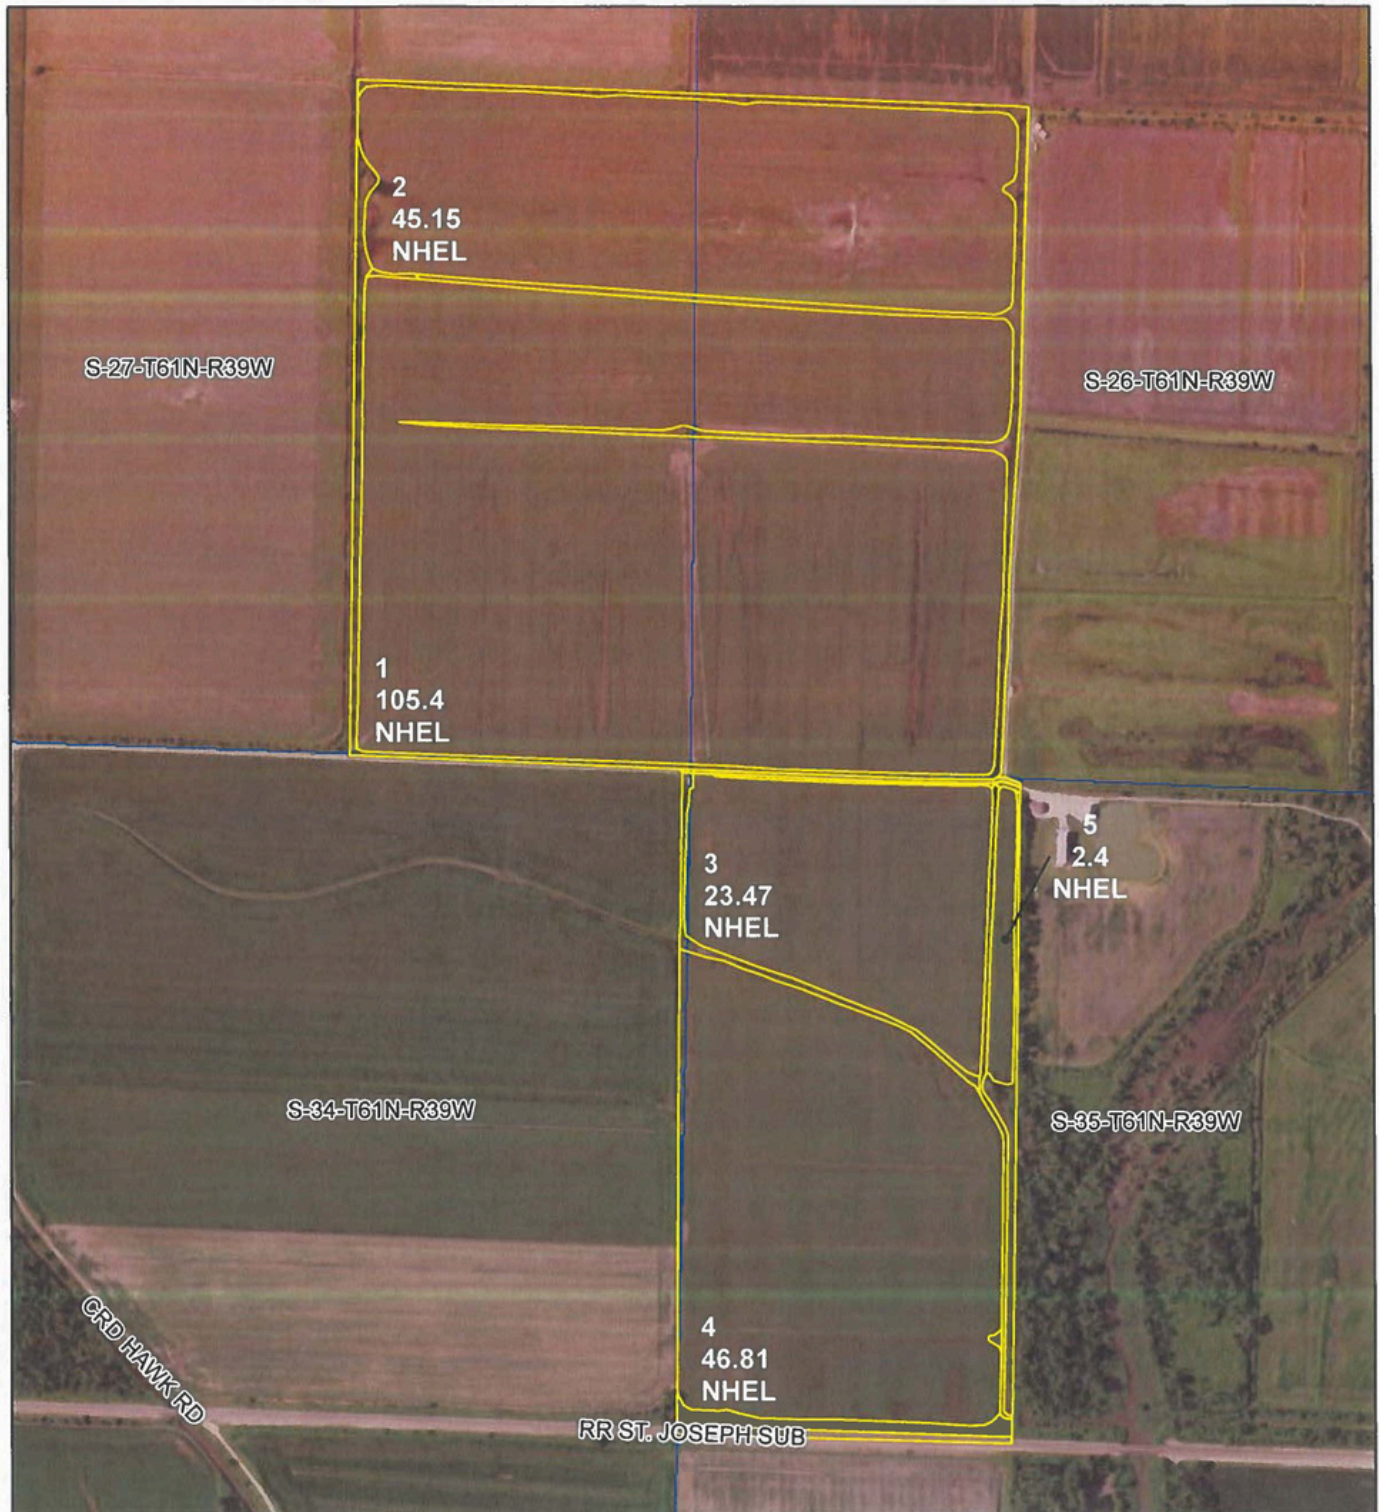 2
45.15
NHEL
S-27-T61N-R39W
S-26-T61N-R39W
1
105.4
NHEL
5
2.4
NHEL
3
23.47
NHEL
S-34-T61N-R39W
S-35-T61N-R39W
CRD HAWK RD
4
46.81
NHEL
RR ST. JOSEPH SUB